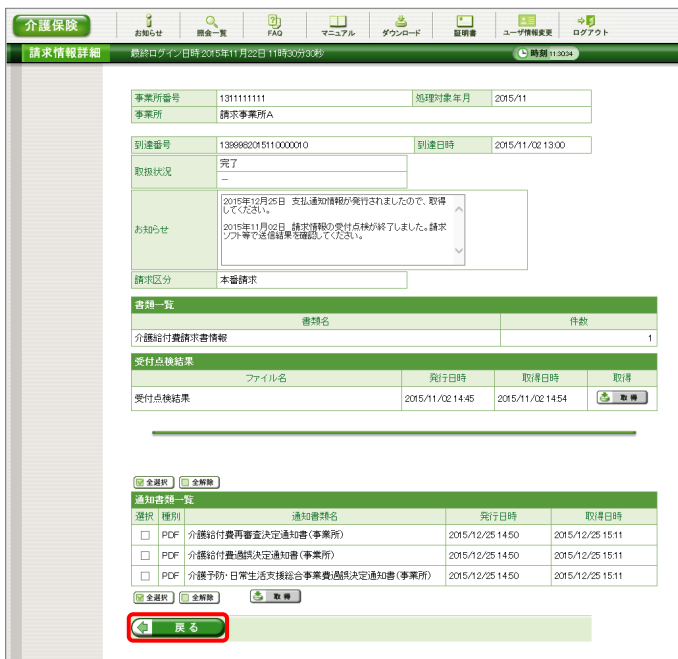 介護保険
お知らせ 照会一覧 FAQ マニュアル ダウンロード 証明書 ユーザ情報変更 ログアウト
請求情報詳細 最終ログイン日時:2015年11月22日 11時30分30秒 時刻 11:30:34
事業所番号 1311111111 処理対象年月 2015/11
事業所 請求事業所A
到達番号 1399982015110000010 到達日時 2015/11/02 13:00
取扱状況 完了
－
お知らせ
2015年12月25日 支払通知情報が発行されましたので、取得
してください。
2015年11月02日 請求情報の受付点検が終了しました。請求
ソフト等で送信結果を確認してください。
請求区分 本番請求
書類一覧
書類名 件数
介護給付費請求書情報 1
受付点検結果
ファイル名 発行日時 取得日時 取得
受付点検結果 2015/11/02 14:45 2015/11/02 14:54 取得
全選択 全解除
通知書類一覧
選択 種別 通知書類名 発行日時 取得日時
PDF 介護給付費再審査決定通知書(事業所) 2015/12/25 14:50 2015/12/25 15:11
PDF 介護給付費過誤決定通知書(事業所) 2015/12/25 14:50 2015/12/25 15:11
PDF 介護予防・日常生活支援総合事業費過誤決定通知書(事業所) 2015/12/25 14:50 2015/12/25 15:11
全選択 全解除 取得
戻る